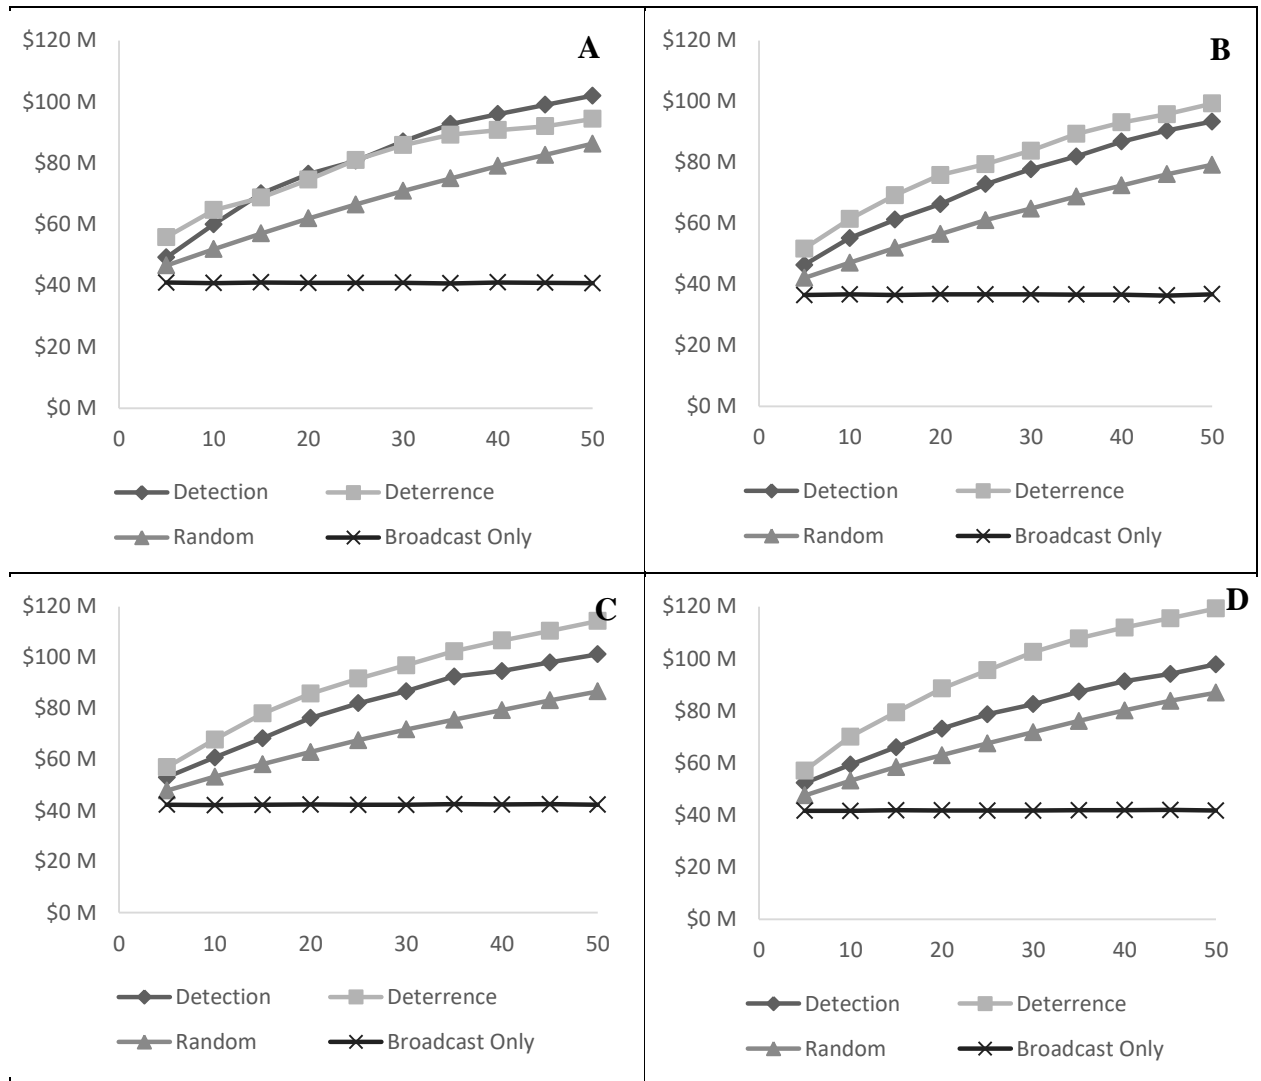 $120 M
A
$100 M
$80 M
$60 M
$40 M
$20 M
$0 M
0 10 20 30 40 50
Detection Deterrence
Random Broadcast Only
$120 M
B
$100 M
$80 M
$60 M
$40 M
$20 M
$0 M
0 10 20 30 40 50
Detection Deterrence
Random Broadcast Only
$120 M
C
$100 M
$80 M
$60 M
$40 M
$20 M
$0 M
0 10 20 30 40 50
Detection Deterrence
Random Broadcast Only
$120 M
D
$100 M
$80 M
$60 M
$40 M
$20 M
$0 M
0 10 20 30 40 50
Detection Deterrence
Random Broadcast Only